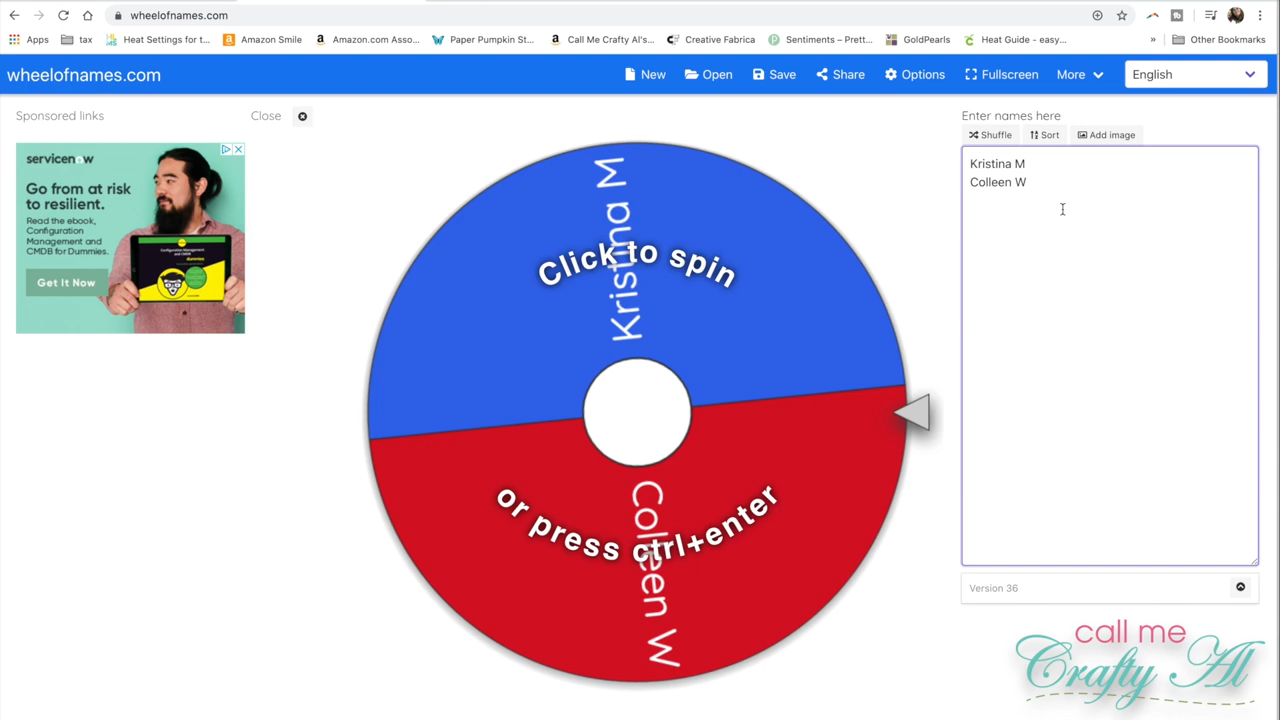 wheelofnames.com
Apps
tax
Heat Settings for t...
Amazon Smile
Amazon.com Asso...
Paper Pumpkin St...
Call Me Crafty Al's...
Creative Fabrica
Sentiments – Prett...
GoldPearls
Heat Guide - easy...
»
Other Bookmarks
wheelofnames.com
New
Open
Save
Share
Options
Fullscreen
More
English
Sponsored links
Close
Enter names here
Shuffle
Sort
Add image
servicenow
Go from at risk
to resilient.
Read the ebook,
Configuration
Management and
CMDB for Dummies.
Get It Now
Kristina M
Colleen W
Kristina M
Click to spin
or press ctrl+enter
Colleen W
Version 36
call me
Crafty Al